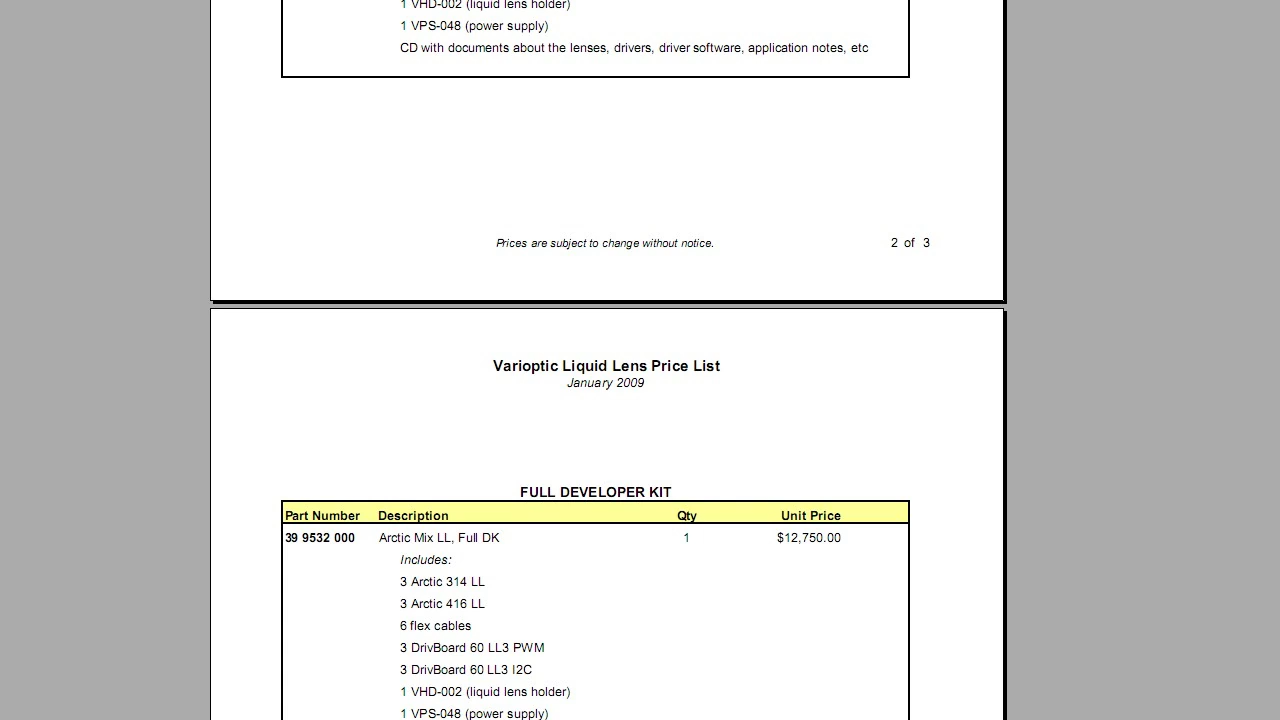 1 VHD-002 (liquid lens holder)
1 VPS-048 (power supply)
CD with documents about the lenses, drivers, driver software, application notes, etc
Prices are subject to change without notice.
2 of 3
Varioptic Liquid Lens Price List
January 2009
FULL DEVELOPER KIT
Part Number Description Qty Unit Price
39 9532 000 Arctic Mix LL, Full DK 1 $12,750.00
Includes:
3 Arctic 314 LL
3 Arctic 416 LL
6 flex cables
3 DrivBoard 60 LL3 PWM
3 DrivBoard 60 LL3 I2C
1 VHD-002 (liquid lens holder)
1 VPS-048 (power supply)